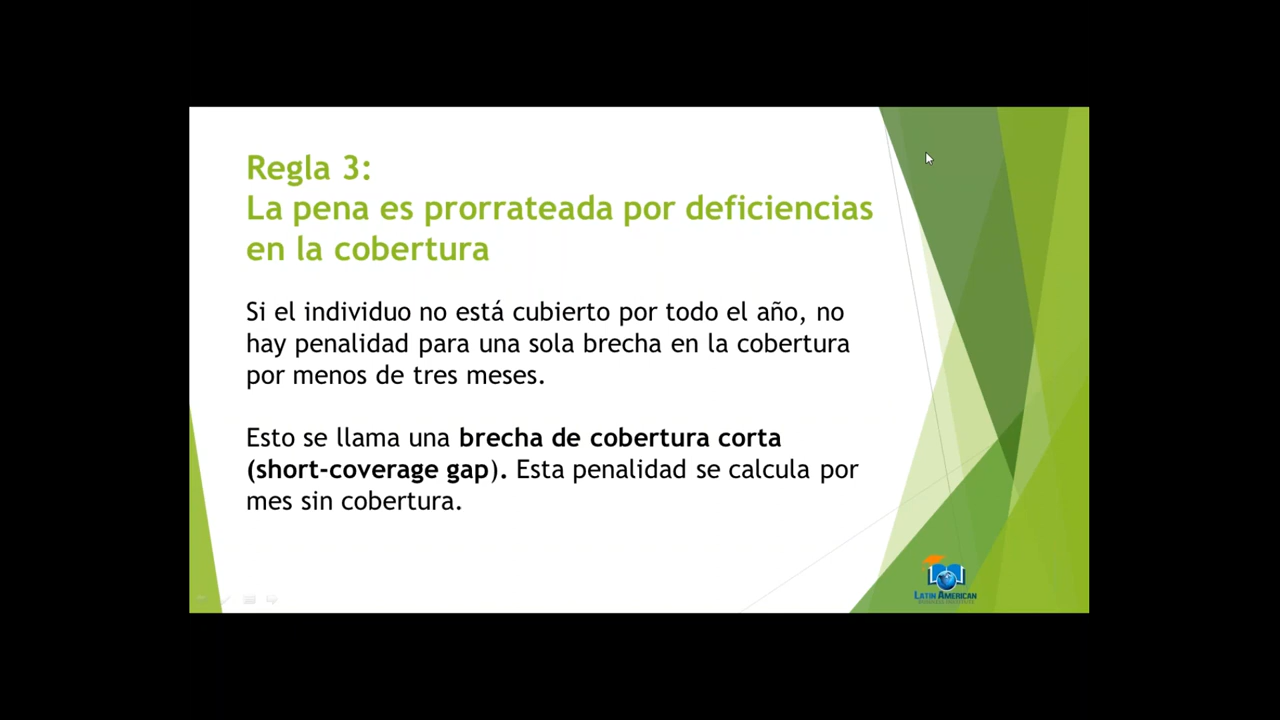 Regla 3:
La pena es prorrateada por deficiencias
en la cobertura
Si el individuo no está cubierto por todo el año, no
hay penalidad para una sola brecha en la cobertura
por menos de tres meses.
Esto se llama una brecha de cobertura corta
(short-coverage gap). Esta penalidad se calcula por
mes sin cobertura.
LATIN AMERICAN